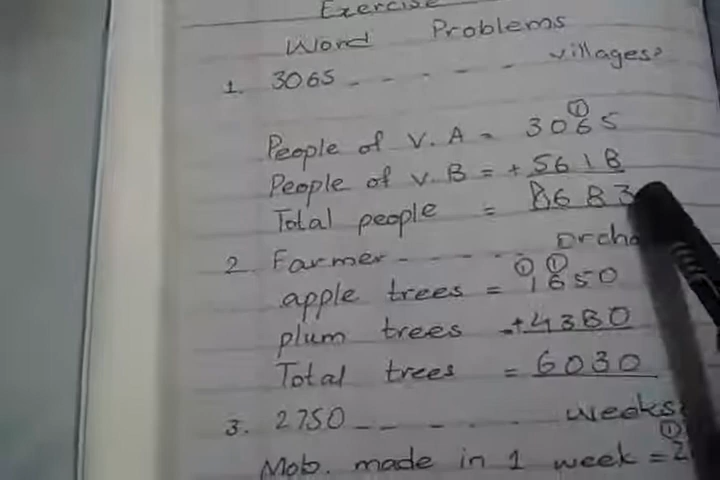 Exercise
Word Problems
1. 3065 - - - - - villages?
①
People of V. A = 3065
People of V. B = + 5618
Total people = 8683
2. Farmer - - - - - Orcha
① ①
apple trees = 1650
plum trees = +4380
Total trees = 6030
3. 2750 - - - - - weeks?
①
Mob. made in 1 week = 2